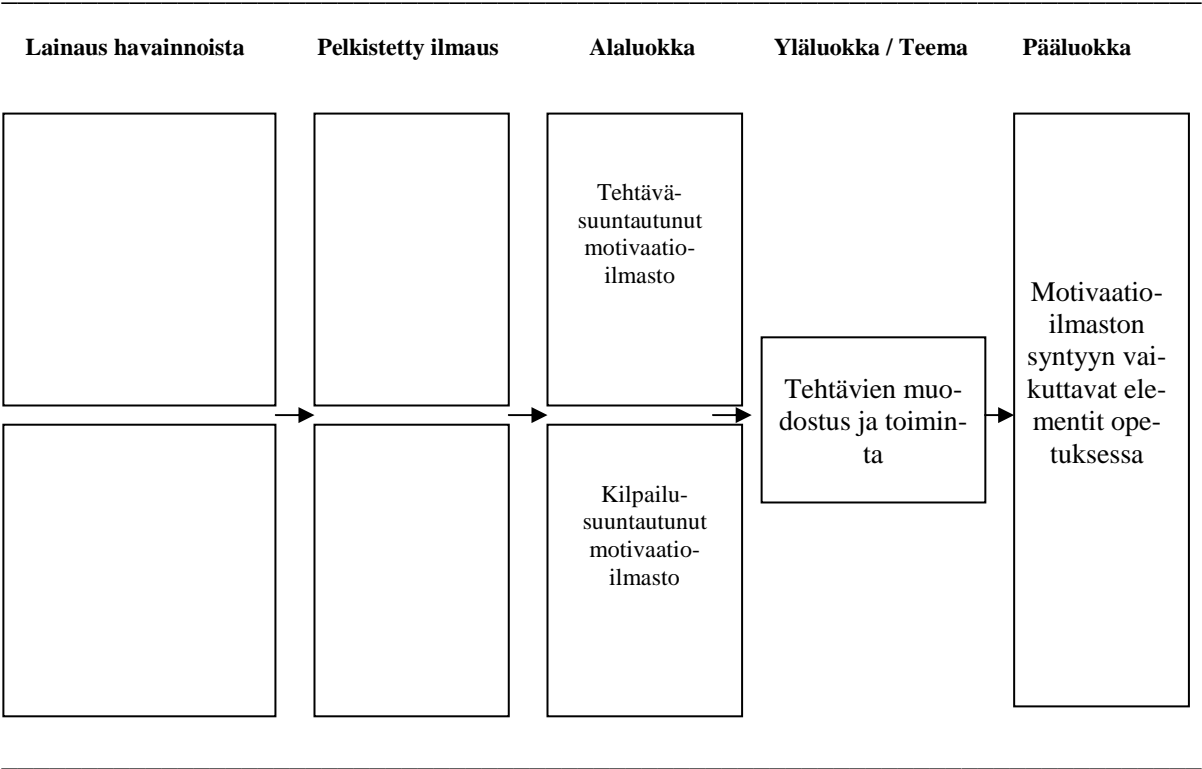 Lainaus havainnoista Pelkistetty ilmaus Alaluokka Yläluokka / Teema Pääluokka
Tehtävä-
suuntautunut
motivaatio-
ilmasto
Kilpailu-
suuntautunut
motivaatio-
ilmasto
Tehtävien muo-
dostus ja toimin-
ta
Motivaatio-
ilmaston
syntyyn vai-
kuttavat ele-
mentit ope-
tuksessa